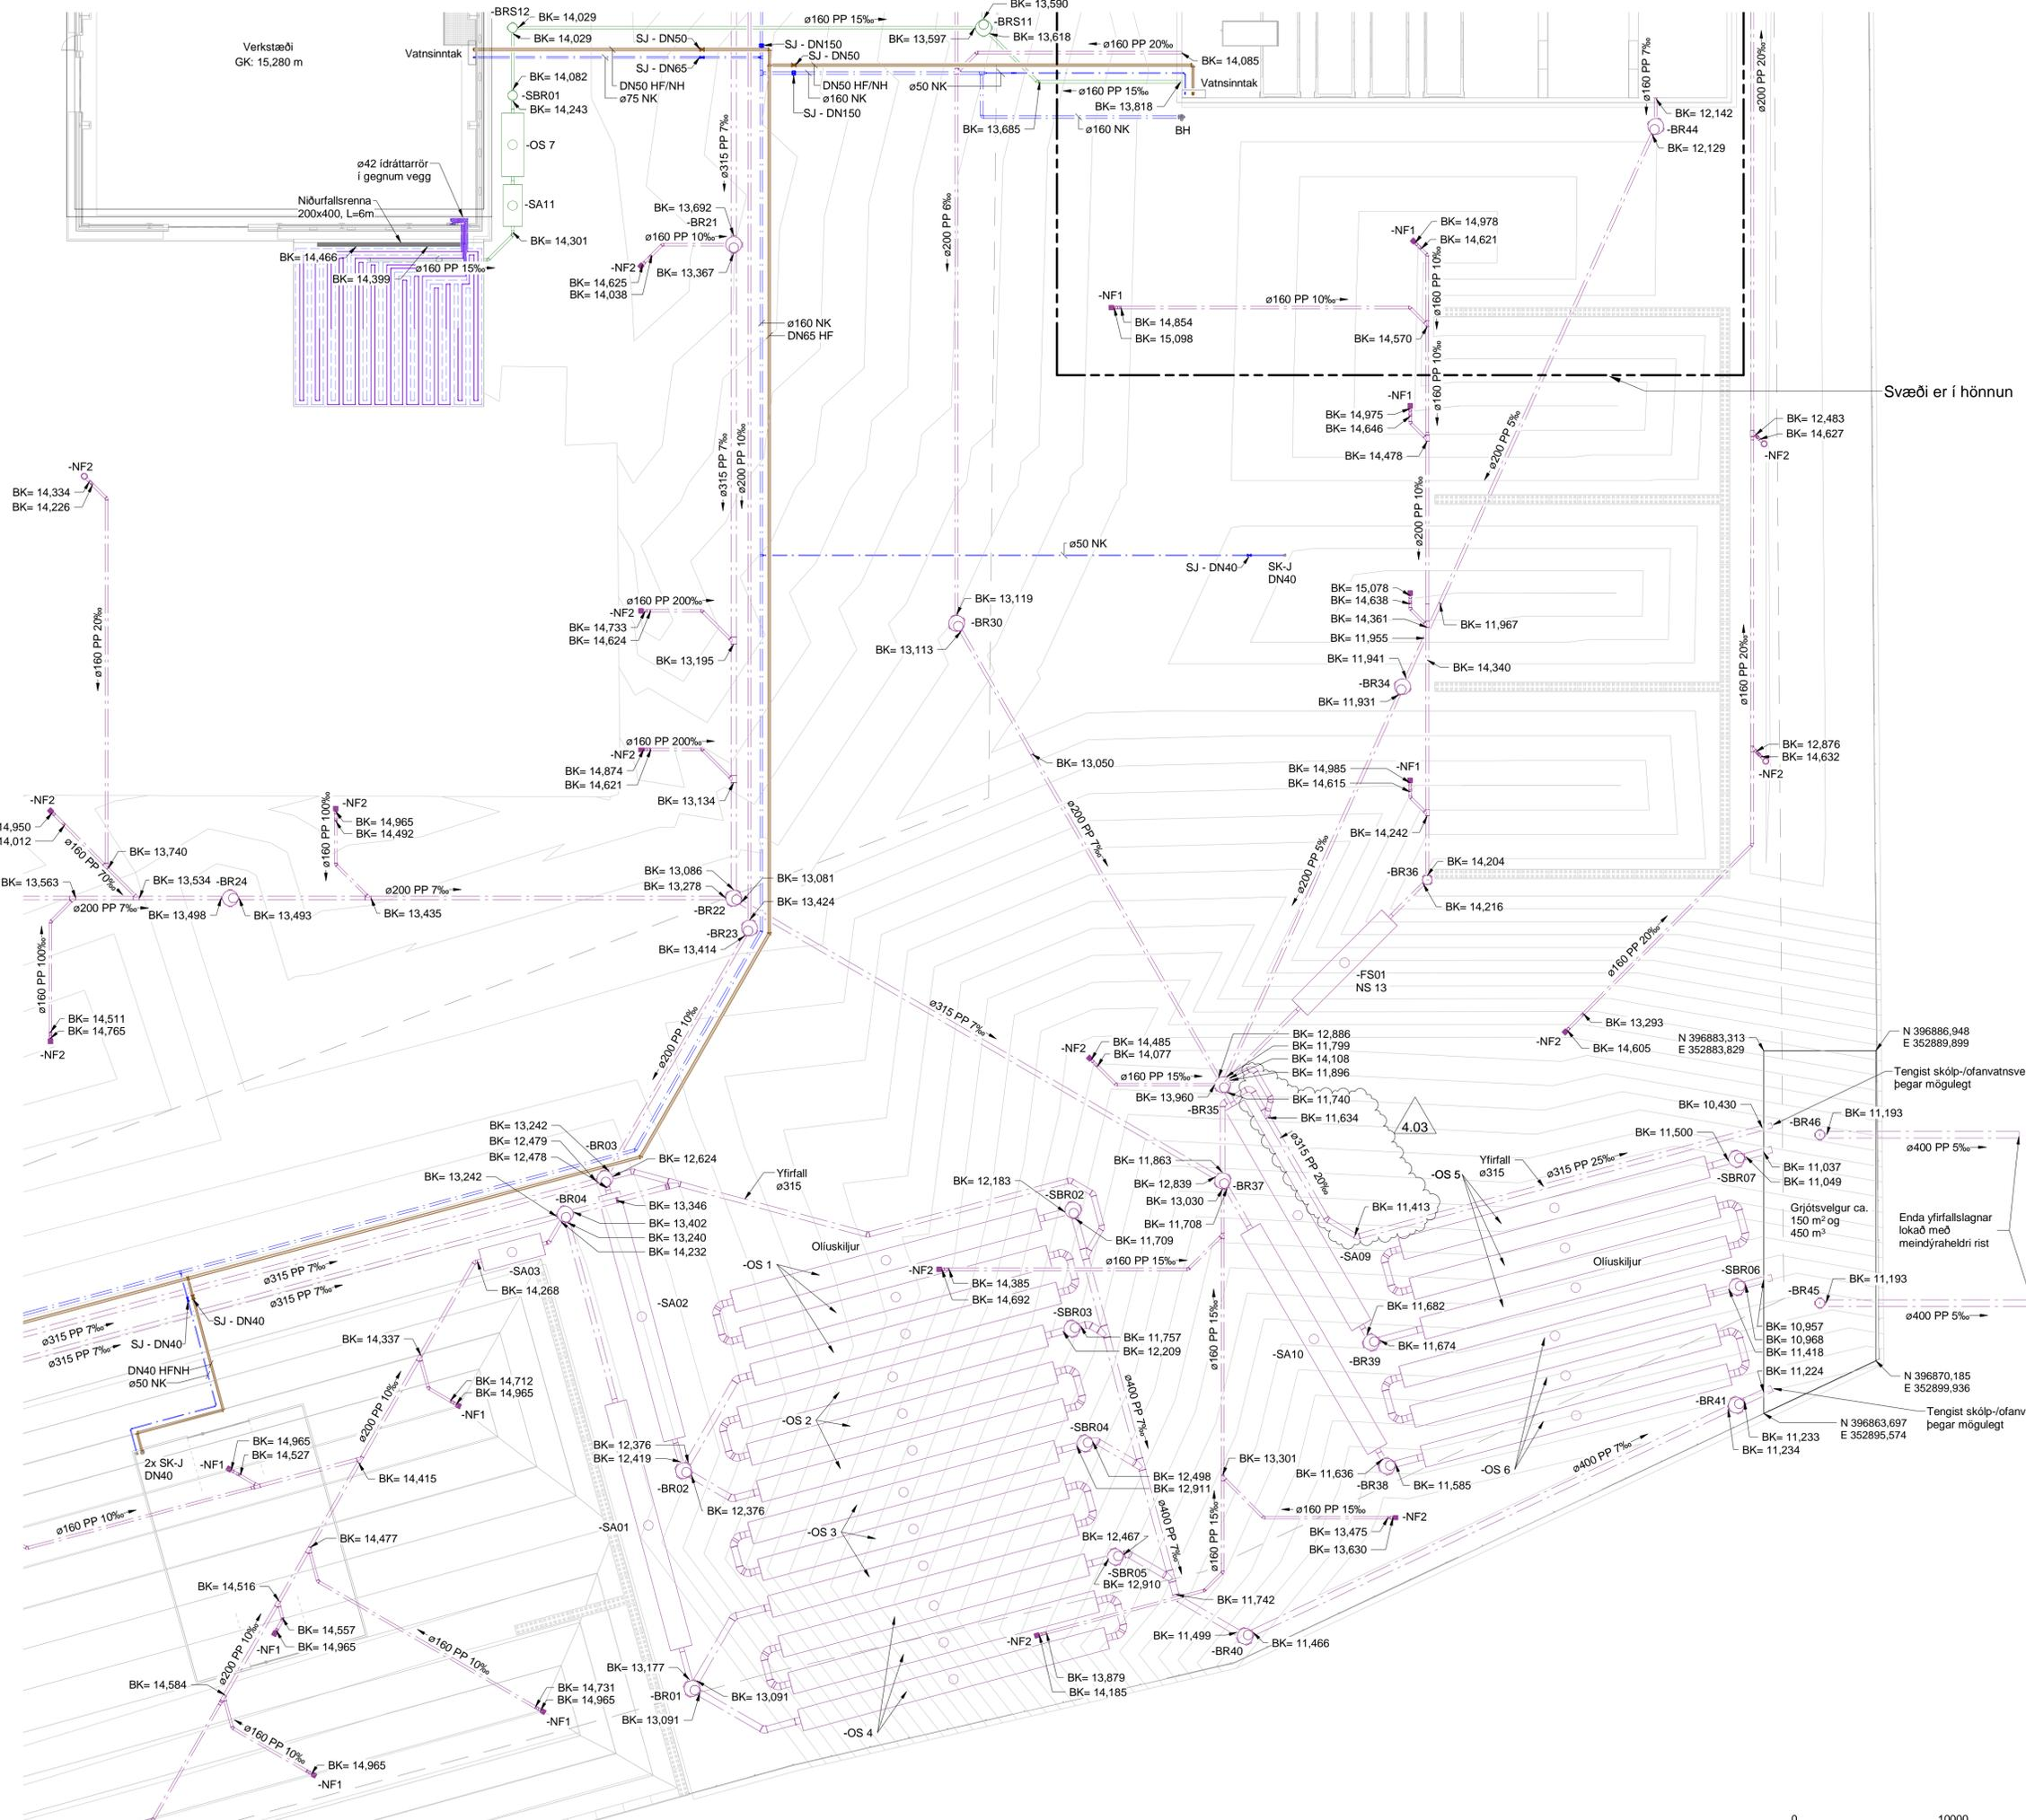 -BRS12
BK= 14,029
BK= 14,029
Verkstæði
GK: 15,280 m
Vatnsinntak
SJ - DN50
SJ - DN65
DN50 HF/NH
ø75 NK
BK= 14,082
-SBR01
BK= 14,243
-OS 7
-SA11
BK= 14,301
ø42 ídráttarrör
í gegnum vegg
Niðurfallsrenna
200x400, L=6m
BK= 14,466
BK= 14,399
ø160 PP 15‰
ø160 PP 15‰
BK= 13,590
-BRS11
BK= 13,597
BK= 13,618
SJ - DN150
SJ - DN50
DN50 HF/NH
ø160 NK
SJ - DN150
ø50 NK
ø160 PP 20‰
BK= 14,085
Vatnsinntak
ø160 PP 15‰
BK= 13,818
BK= 13,685
ø160 NK
BH
ø160 PP 7‰
BK= 12,142
-BR44
BK= 12,129
ø200 PP 20‰
ø315 PP 7‰
BK= 13,692
-BR21
ø160 PP 10‰
-NF2
BK= 13,367
BK= 14,625
BK= 14,038
ø200 PP 6‰
ø160 NK
DN65 HF
BK= 14,978
-NF1
BK= 14,621
ø160 PP 10‰
-NF1
ø160 PP 10‰
BK= 14,854
BK= 15,098
BK= 14,570
ø160 PP 10‰
Svæði er í hönnun
-NF1
BK= 14,975
BK= 14,646
BK= 14,478
ø200 PP 5‰
BK= 12,483
BK= 14,627
-NF2
-NF2
BK= 14,334
BK= 14,226
ø315 PP 7‰
ø200 PP 10‰
ø200 PP 10‰
ø50 NK
SJ - DN40
SK-J
DN40
ø160 PP 20‰
ø160 PP 200‰
-NF2
BK= 14,733
BK= 14,624
BK= 13,195
BK= 13,119
-BR30
BK= 13,113
BK= 15,078
BK= 14,638
BK= 14,361
BK= 11,967
BK= 11,955
BK= 11,941
BK= 14,340
-BR34
BK= 11,931
ø160 PP 20‰
ø160 PP 200‰
-NF2
BK= 14,874
BK= 14,621
BK= 13,134
BK= 13,050
BK= 12,876
BK= 14,632
-NF2
-NF1
BK= 14,985
BK= 14,615
BK= 14,242
-NF2
14,950
14,012
ø160 PP 70‰
-NF2
BK= 14,965
BK= 14,492
ø160 PP 100‰
ø200 PP 7‰
ø200 PP 5‰
BK= 13,740
BK= 13,563
BK= 13,534
-BR24
ø200 PP 7‰
BK= 13,498
BK= 13,493
ø200 PP 7‰
BK= 13,435
BK= 13,086
BK= 13,278
BK= 13,081
BK= 13,424
-BR22
-BR23
BK= 13,414
BK= 14,204
-BR36
BK= 14,216
ø160 PP 20‰
ø160 PP 100‰
-FS01
NS 13
BK= 14,511
BK= 14,765
-NF2
ø200 PP 10‰
ø315 PP 7‰
BK= 14,485
BK= 14,077
-NF2
ø160 PP 15‰
BK= 12,886
BK= 11,799
BK= 14,108
BK= 11,896
BK= 13,960
BK= 11,740
-BR35
BK= 11,634
4.03
BK= 13,293
BK= 14,605
-NF2
N 396883,313
E 352883,829
N 396886,948
E 352889,899
Tengist skólp-/ofanvatnsve
þegar mögulegt
BK= 10,430
-BR46
BK= 11,193
ø400 PP 5‰
BK= 11,500
BK= 11,037
BK= 11,049
-SBR07
BK= 13,242
BK= 12,479
BK= 12,478
-BR03
BK= 12,624
Yfirfall
ø315
BK= 13,242
-BR04
BK= 13,346
BK= 13,402
BK= 13,240
BK= 14,232
BK= 12,183
-SBR02
BK= 11,709
BK= 11,863
BK= 12,839
BK= 13,030
-BR37
BK= 11,708
ø315 PP 20‰
BK= 11,413
-SA09
Yfirfall
ø315
ø315 PP 25‰
-OS 5
Grjótsvelgur ca.
150 m² og
450 m³
Enda yfirfallslagnar
lokað með
meindýraheldri rist
Olíuskiljur
-OS 1
-NF2
ø160 PP 15‰
BK= 14,385
BK= 14,692
Olíuskiljur
-SBR06
-BR45
BK= 11,193
ø400 PP 5‰
-SA03
BK= 14,268
-SA02
ø315 PP 7‰
ø315 PP 7‰
ø315 PP 7‰
ø315 PP 7‰
SJ - DN40
SJ - DN40
DN40 HFNH
ø50 NK
-SBR03
BK= 11,757
BK= 12,209
ø160 PP 15‰
-SA10
BK= 11,682
BK= 11,674
-BR39
-OS 6
BK= 10,957
BK= 10,968
BK= 11,418
BK= 11,224
N 396870,185
E 352899,936
BK= 14,337
BK= 14,712
BK= 14,965
-NF1
ø200 PP 10‰
-OS 2
ø400 PP 7‰
-BR41
BK= 11,233
BK= 11,234
Tengist skólp-/ofanv
þegar mögulegt
N 396863,697
E 352895,574
2x SK-J
DN40
BK= 14,965
-NF1
BK= 14,527
BK= 14,415
BK= 12,376
BK= 12,419
-BR02
BK= 12,376
-SBR04
BK= 12,498
BK= 12,911
BK= 13,301
BK= 11,636
-BR38
BK= 11,585
ø400 PP 7‰
ø160 PP 15‰
-NF2
BK= 13,475
BK= 13,630
ø160 PP 10‰
BK= 14,477
-SA01
-OS 3
BK= 12,467
-SBR05
BK= 12,910
ø400 PP 7‰
ø160 PP 15‰
BK= 11,742
BK= 14,516
BK= 14,557
BK= 14,965
-NF1
ø200 PP 10‰
ø160 PP 10‰
-NF2
BK= 13,879
BK= 14,185
BK= 11,499
BK= 11,466
-BR40
BK= 14,584
BK= 14,731
BK= 14,965
-NF1
BK= 13,177
-BR01
BK= 13,091
BK= 13,091
-OS 4
ø160 PP 10‰
BK= 14,965
-NF1
0
10000